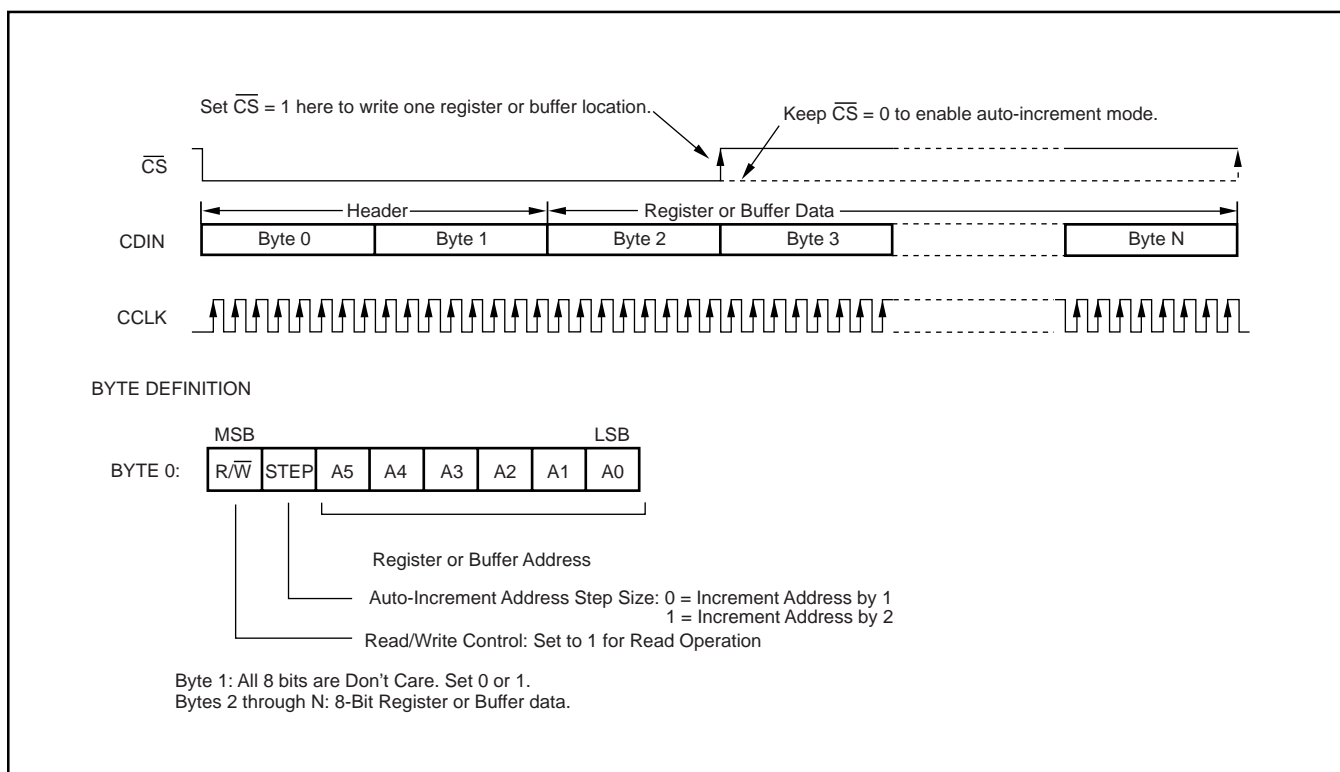 Set C̅S̅ = 1 here to write one register or buffer location.
Keep C̅S̅ = 0 to enable auto-increment mode.
C̅S̅
Header
Register or Buffer Data
CDIN
Byte 0
Byte 1
Byte 2
Byte 3
Byte N
CCLK
BYTE DEFINITION
MSB
LSB
BYTE 0:
R/W̅
STEP
A5
A4
A3
A2
A1
A0
Register or Buffer Address
Auto-Increment Address Step Size: 0 = Increment Address by 1
1 = Increment Address by 2
Read/Write Control: Set to 1 for Read Operation
Byte 1: All 8 bits are Don’t Care. Set 0 or 1.
Bytes 2 through N: 8-Bit Register or Buffer data.